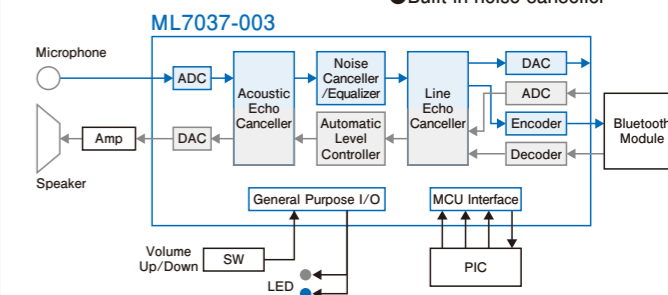 ●Built-in noise canceller
ML7037-003
Microphone
ADC
Acoustic
Echo
Canceller
Noise
Canceller
/Equalizer
Line
Echo
Canceller
DAC
ADC
Encoder
Decoder
Bluetooth
Module
Speaker
Amp
DAC
Automatic
Level
Controller
General Purpose I/O
MCU Interface
Volume
Up/Down
SW
LED
PIC